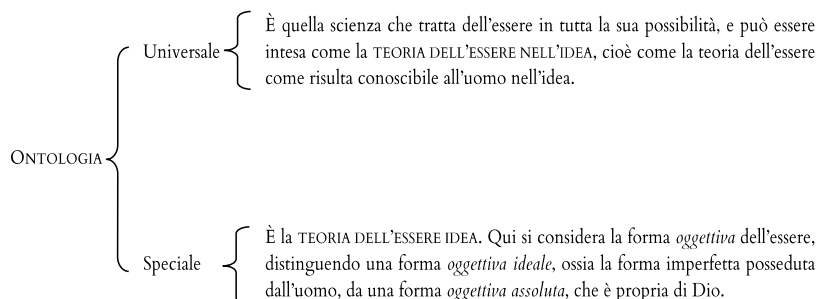 È quella scienza che tratta dell'essere in tutta la sua possibilità, e può essere
Universale
intesa come la TEORIA DELL'ESSERE NELL'IDEA, cioè come la teoria dell'essere
come risulta conoscibile all'uomo nell'idea.
ONTOLOGIA
È la TEORIA DELL'ESSERE IDEA. Qui si considera la forma oggettiva dell'essere,
Speciale
distinguendo una forma oggettiva ideale, ossia la forma imperfetta posseduta
dall'uomo, da una forma oggettiva assoluta, che è propria di Dio.